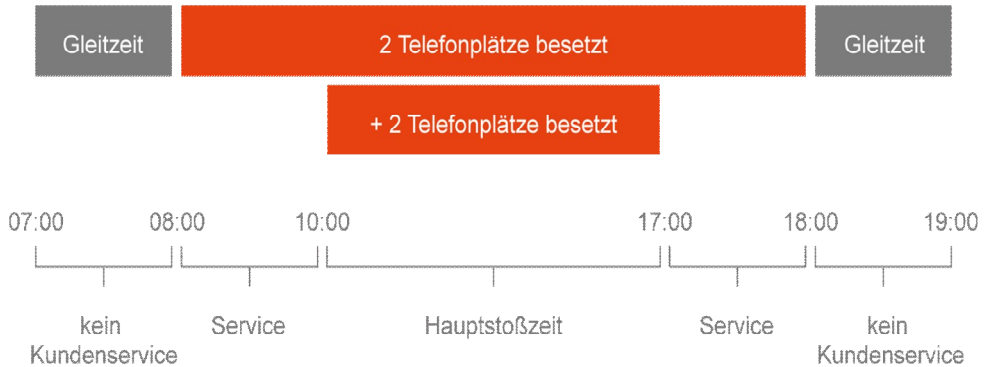 Gleitzeit
2 Telefonplätze besetzt
Gleitzeit
+ 2 Telefonplätze besetzt
07:00
08:00
10:00
17:00
18:00
19:00
kein
Kundenservice
Service
Hauptstoßzeit
Service
kein
Kundenservice